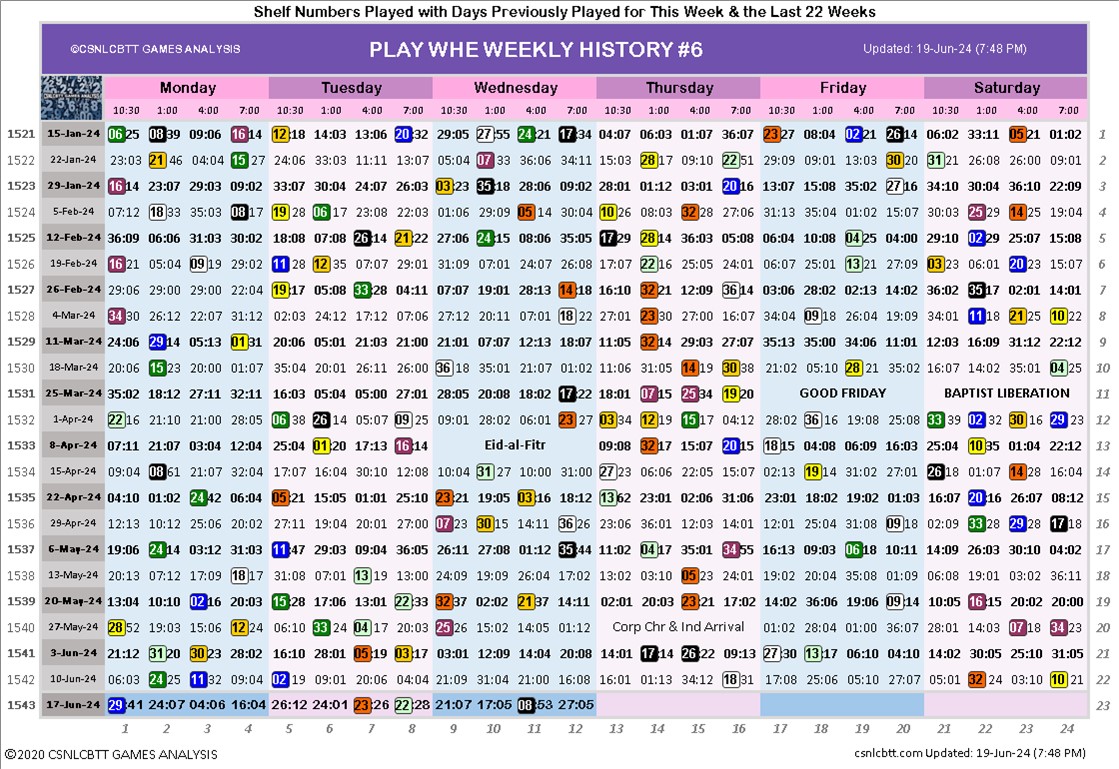 Shelf Numbers Played with Days Previously Played for This Week & the Last 22 Weeks
©CSNLCBTT GAMES ANALYSIS PLAY WHE WEEKLY HISTORY #6 Updated: 19-Jun-24 (7:48 PM)
Monday Tuesday Wednesday Thursday Friday Saturday
10:30 1:00 4:00 7:00 10:30 1:00 4:00 7:00 10:30 1:00 4:00 7:00 10:30 1:00 4:00 7:00 10:30 1:00 4:00 7:00 10:30 1:00 4:00 7:00
1521 15-Jan-24 06:25 08:39 09:06 16:14 12:18 14:03 13:06 20:32 29:05 27:55 24:21 17:34 04:07 06:03 01:07 36:07 23:27 08:04 02:21 26:14 06:02 33:11 05:21 01:02 1
1522 22-Jan-24 23:03 21:46 04:04 15:27 24:06 33:03 11:11 13:07 05:04 07:33 36:06 34:11 15:03 28:17 09:10 22:51 29:09 09:01 13:03 30:20 31:21 26:08 26:00 09:01 2
1523 29-Jan-24 16:14 23:07 29:03 09:02 33:07 30:04 24:07 26:03 03:23 35:18 28:06 09:02 28:01 01:12 03:01 20:16 13:07 15:08 35:02 27:16 34:10 30:04 36:10 22:09 3
1524 5-Feb-24 07:12 18:33 35:03 08:17 19:28 06:17 23:08 22:03 01:06 29:09 05:14 30:04 10:26 08:03 32:28 27:06 31:13 35:04 01:02 15:07 30:03 25:29 14:25 19:04 4
1525 12-Feb-24 36:09 06:06 31:03 30:02 18:08 07:08 26:14 21:22 27:06 24:15 08:06 35:05 17:29 28:14 36:03 05:08 06:04 10:08 04:25 04:00 29:10 02:29 25:07 15:08 5
1526 19-Feb-24 16:21 05:04 09:19 29:02 11:28 12:35 07:07 29:01 31:09 07:01 24:07 26:08 17:07 22:16 25:05 24:01 06:07 25:01 13:21 27:09 03:23 06:01 20:23 15:07 6
1527 26-Feb-24 29:06 29:00 29:00 22:04 19:17 05:08 33:28 04:11 07:07 19:01 28:13 14:18 16:10 32:21 12:09 36:14 03:06 28:02 02:13 14:02 36:02 35:17 02:01 14:01 7
1528 4-Mar-24 34:30 26:12 22:07 31:12 02:03 24:12 17:12 07:06 27:12 20:11 07:01 18:22 27:01 23:30 27:00 16:08 34:04 09:18 26:04 19:09 34:01 11:18 21:25 10:22 8
1529 11-Mar-24 24:06 29:14 05:13 01:31 20:06 05:01 21:03 26:11 21:01 07:07 12:13 18:07 11:05 32:14 29:03 27:07 35:13 35:00 34:06 11:01 12:03 16:09 31:12 22:12 9
1530 18-Mar-24 20:06 15:23 20:00 01:07 35:04 20:01 27:06 24:09 36:18 35:01 21:07 01:02 11:06 31:05 14:19 30:38 21:02 05:10 28:21 35:02 16:07 14:02 15:08 04:25 10
1531 25-Mar-24 35:02 18:12 27:11 32:11 16:03 05:04 05:00 27:01 28:05 20:08 18:08 17:22 18:01 07:15 25:34 19:20 GOOD FRIDAY BAPTIST LIBERATION 11
1532 1-Apr-24 22:16 21:10 21:00 28:05 06:38 26:14 07:08 09:25 09:01 28:02 06:01 23:27 03:34 12:19 15:17 04:12 28:02 36:16 19:08 25:08 33:39 02:32 30:16 29:23 12
1533 8-Apr-24 07:11 21:07 03:04 12:04 25:04 01:20 17:13 16:14 Eid-al-Fitr 09:08 32:17 15:07 20:15 18:15 04:08 06:09 16:03 25:04 10:35 01:04 22:12 13
1534 15-Apr-24 09:04 08:61 21:07 32:04 17:07 16:04 30:10 12:08 10:04 31:27 10:00 31:00 27:23 06:06 22:05 15:07 02:13 19:14 31:02 27:01 26:18 01:07 14:28 16:04 14
1535 22-Apr-24 04:10 01:02 24:42 06:04 05:21 15:05 01:01 25:10 23:21 19:05 03:16 18:12 13:62 23:01 02:06 31:06 23:01 18:02 19:02 01:03 16:07 20:16 26:07 08:12 15
1536 29-Apr-24 12:13 10:12 25:06 20:02 27:11 19:04 20:01 27:00 07:23 30:15 14:11 36:26 23:06 36:01 12:03 14:01 12:01 25:04 31:08 09:18 02:09 33:28 29:28 17:18 16
1537 6-May-24 19:06 24:14 03:12 31:03 11:47 29:03 09:04 36:05 26:11 27:08 01:12 35:44 11:02 04:17 35:01 34:55 16:13 09:03 06:18 10:11 14:09 26:03 30:10 04:02 17
1538 13-May-24 20:13 07:12 17:09 18:17 31:08 07:01 13:19 13:00 24:09 19:09 26:04 17:02 13:02 03:10 05:23 24:01 19:02 20:04 35:08 01:09 06:08 19:01 03:02 36:11 18
1539 20-May-24 13:04 10:10 02:16 20:03 15:28 17:06 13:01 22:33 32:37 02:02 21:37 14:11 02:01 20:03 23:21 17:02 14:02 36:06 19:06 09:14 10:05 16:15 20:02 20:00 19
1540 27-May-24 28:52 19:03 15:06 12:24 06:10 33:24 04:17 20:03 25:26 15:02 14:05 01:12 Corp Chr & Ind Arrival 01:02 28:04 01:00 36:07 28:01 14:03 07:18 34:23 20
1541 3-Jun-24 21:12 31:20 30:23 28:02 16:10 28:01 05:19 03:17 03:01 12:09 14:04 20:08 14:01 17:14 26:22 09:13 27:30 13:17 06:10 04:10 14:02 30:05 25:10 31:05 21
1542 10-Jun-24 06:03 24:25 11:32 09:04 02:19 09:01 20:06 04:04 21:09 31:04 21:00 16:08 16:01 01:13 12:13 18:31 17:08 25:06 05:10 27:07 05:01 32:24 23:10 10:21 22
1543 17-Jun-24 29:41 24:07 04:06 16:04 26:12 24:01 23:26 22:28 21:07 17:05 08:53 27:05 23
1 2 3 4 5 6 7 8 9 10 11 12 13 14 15 16 17 18 19 20 21 22 23 24
©2020 CSNLCBTT GAMES ANALYSIS csnlcbtt.com Updated: 19-Jun-24 (7:48 PM)